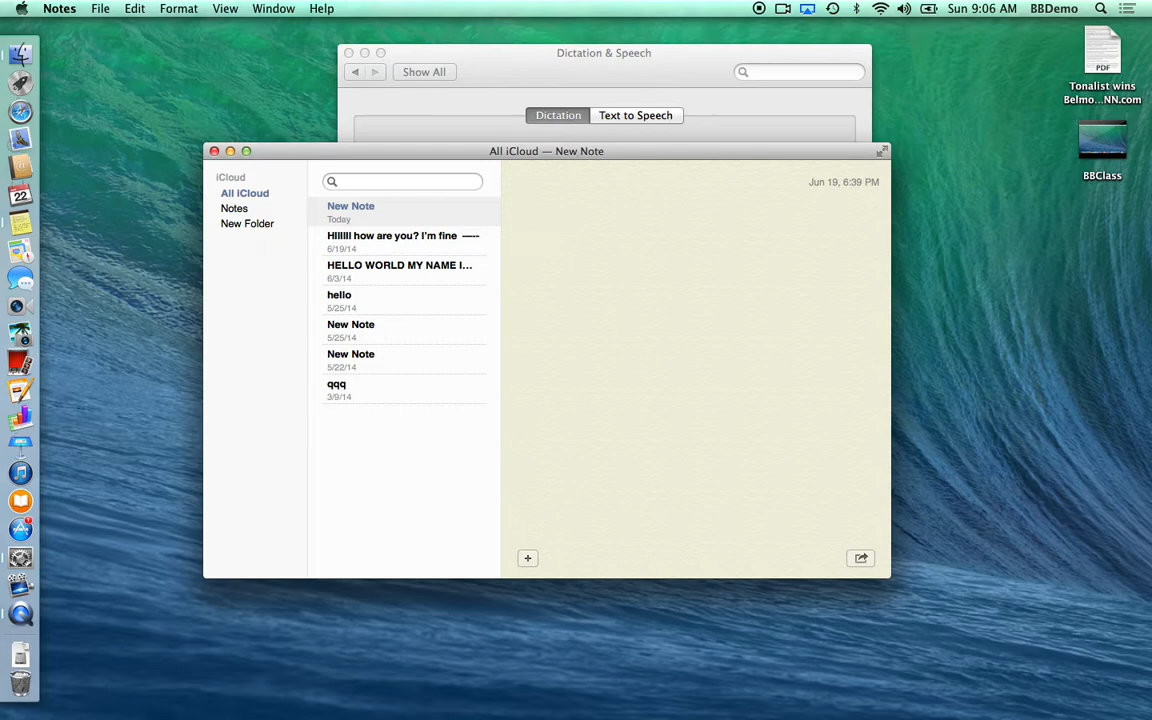 Notes File Edit Format View Window Help Sun 9:06 AM BBDemo
Dictation & Speech
Show All
Dictation Text to Speech
PDF
Tonalist wins
Belmo...NN.com
BBClass
22
All iCloud — New Note
iCloud
All iCloud
Notes
New Folder
New Note
Today
HIIIIII how are you? I'm fine -----
6/19/14
HELLO WORLD MY NAME I...
6/3/14
hello
5/25/14
New Note
5/25/14
New Note
5/22/14
qqq
3/9/14
Jun 19, 6:39 PM